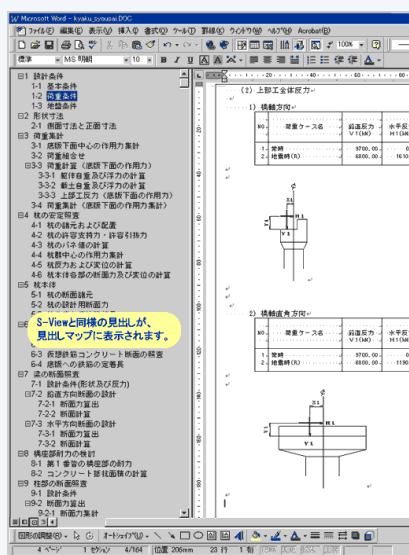 Microsoft Word - kyaku_syousai.DOC
ファイル(F) 編集(E) 表示(V) 挿入(I) 書式(O) ツール(T) 罫線(A) ウィンドウ(W) ヘルプ(H) Acrobat(B)
標準 MS 明朝 10 B I U 100%
(2) 上部工全体反力
1) 橋軸方向
NO. 荷重ケース名 鉛直反力 水平反
V1(kN) H1(kN
1 常時 9700.00 0
2 地震時(R) 6800.00 1610
X1
H1
Y1
V1
2) 橋軸直角方向
NO. 荷重ケース名 鉛直反力 水平反
V1(kN) H1(kN
1 常時 9700.00 0
2 地震時(R) 6800.00 1190
X1
H1
Y1
V1
1 設計条件
1-1 基本条件
1-2 荷重条件
1-3 地盤条件
2 形状寸法
2-1 側面寸法と正面寸法
3 荷重集計
3-1 底版下面中心の作用力集計
3-2 荷重組合せ
3-3 荷重計算（底版下面の作用力）
3-3-1 躯体自重及び浮力の計算
3-3-2 載土自重及び浮力の計算
3-3-3 上部工反力（底版下面の作用力）
3-4 荷重集計（底版下面の作用力集計）
4 杭の安定照査
4-1 杭の諸元および配置
4-2 杭の許容支持力・許容引抜力
4-3 杭のバネ値の計算
4-4 杭群中心の作用力集計
4-5 杭反力および変位の計算
4-6 杭本体各部の断面力及び変位の計算
5 杭本体
5-1 杭の断面諸元
5-2 杭の設計用断面力
S-Viewと同様の見出しが、
見出しマップに表示されます。
6-3 仮想鉄筋コンクリート断面の照査
6-4 底版への鉄筋の定着長
7 梁の断面照査
7-1 設計条件(形状及び反力)
7-2 鉛直方向断面の設計
7-2-1 断面力算出
7-2-2 断面計算
7-3 水平方向断面の設計
7-3-1 断面力算出
7-3-2 断面計算
8 橋座部耐力の検討
8-1 第１番沓の橋座部の耐力
8-2 コンクリート抵抗面積の計算
9 柱部の断面照査
9-1 設計条件
9-2 断面力算出
9-2-1 断面力集計
図形の調整(R) オートシェイプ(U)
4 ページ 1 セクション 4/164 位置 206mm 23 行 1 桁